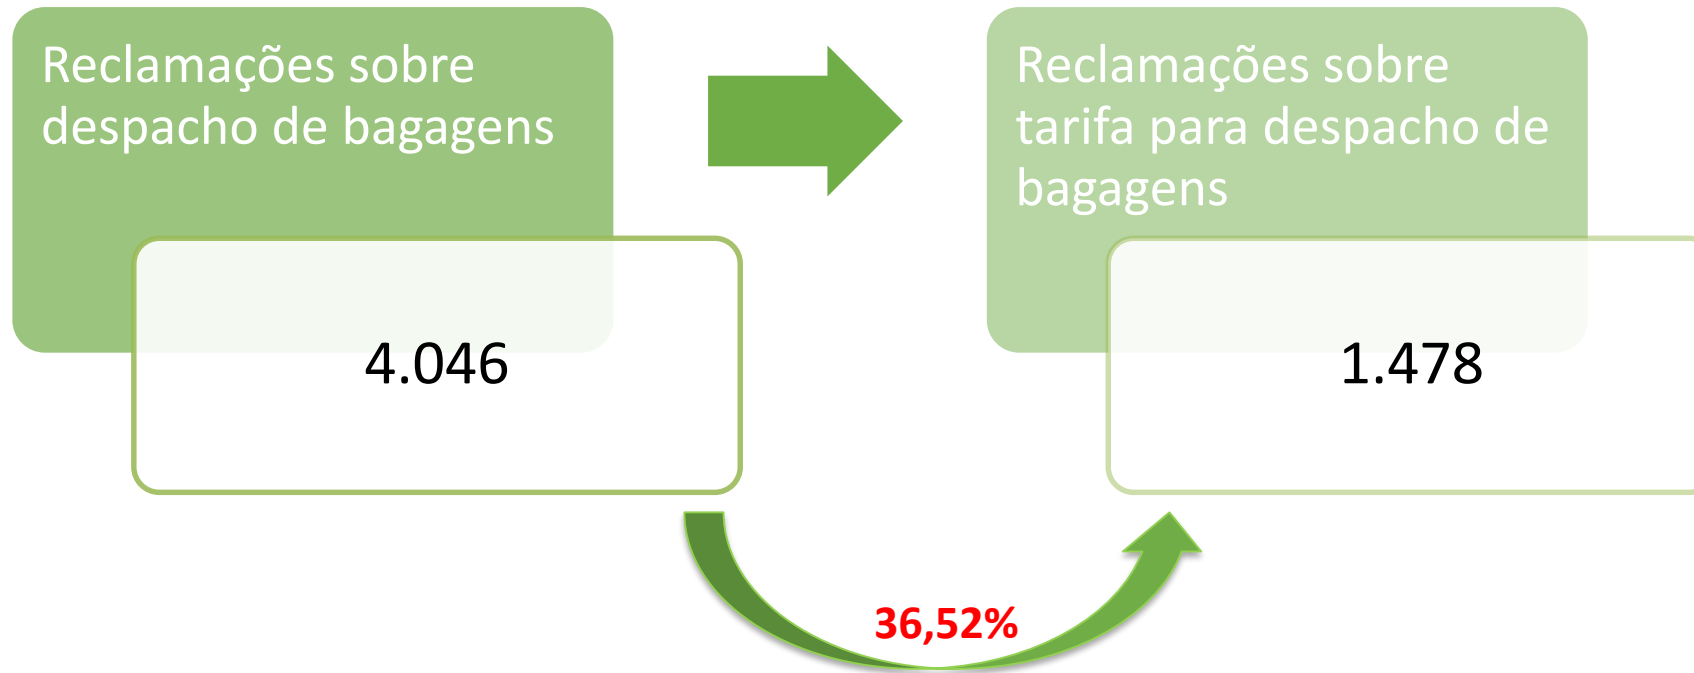 Reclamações sobre
despacho de bagagens
4.046
Reclamações sobre
tarifa para despacho de
bagagens
1.478
36,52%